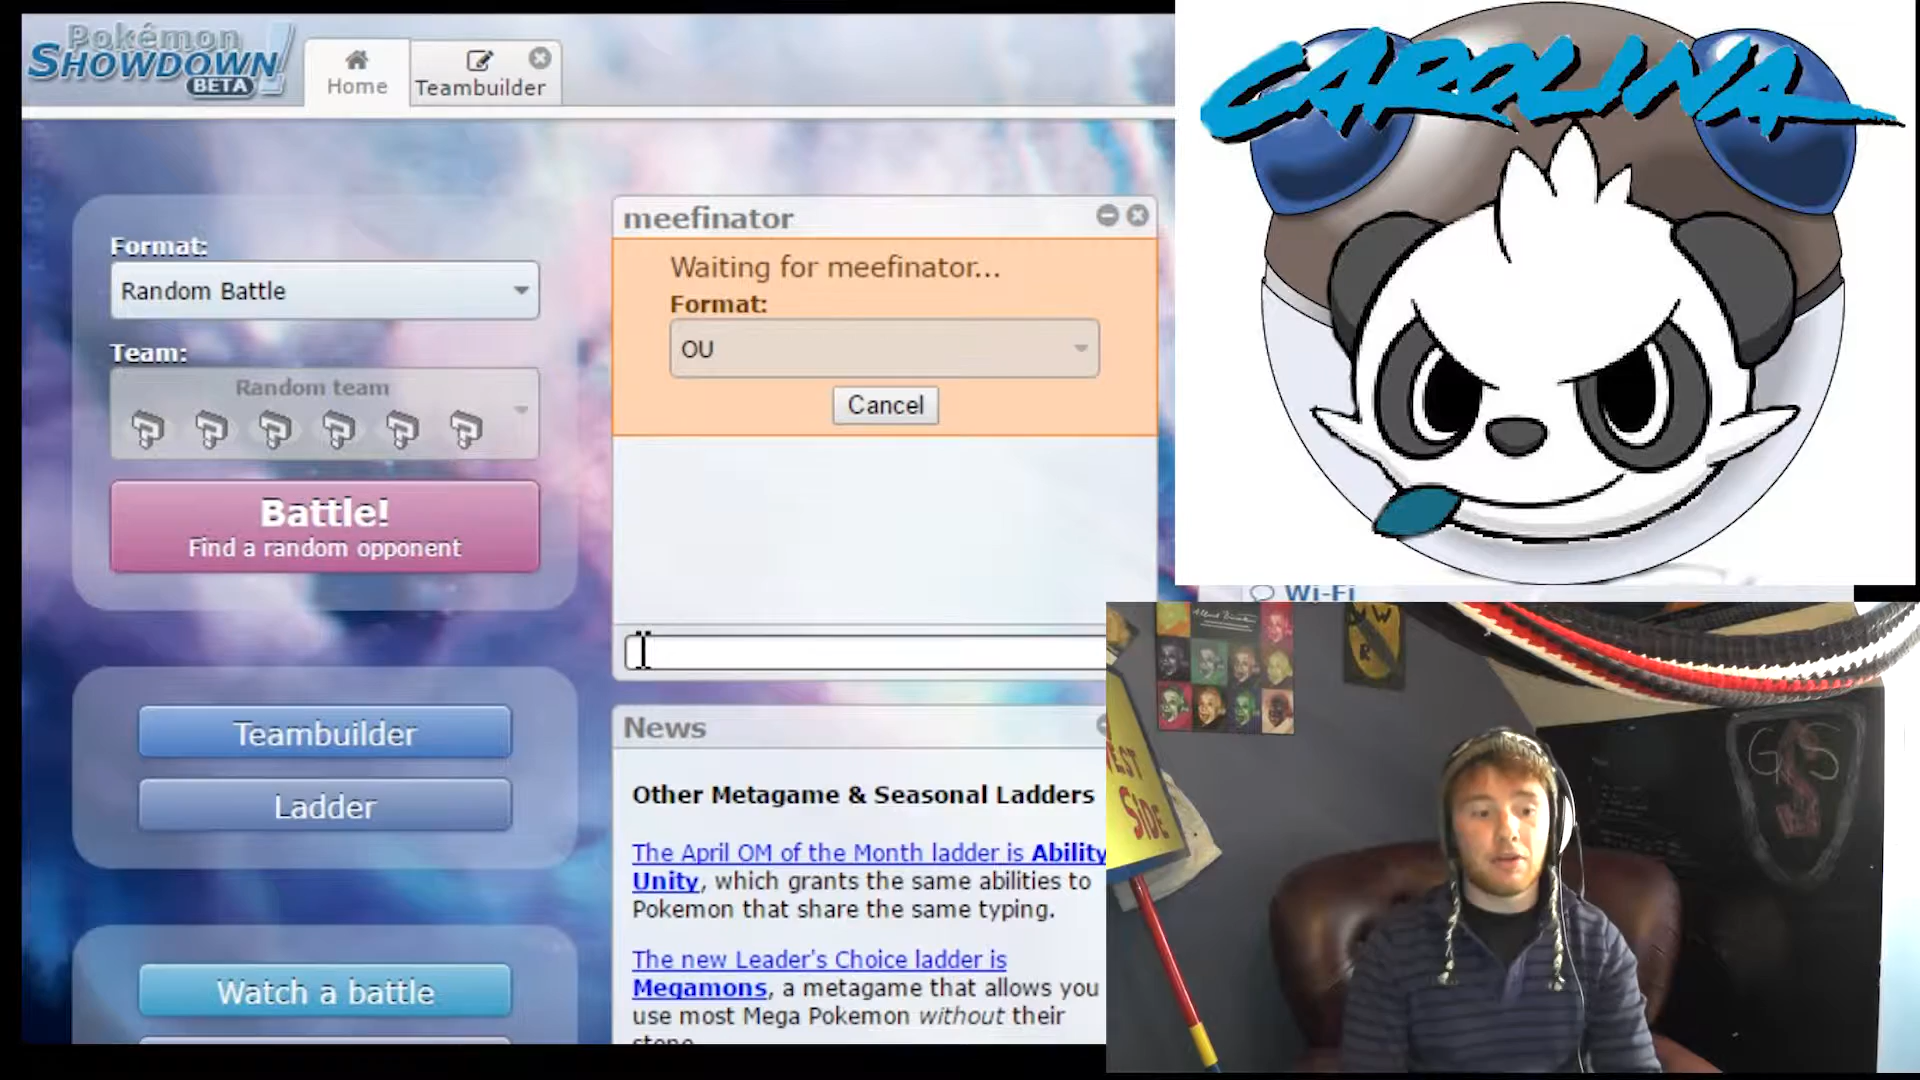 Pokémon
SHOWDOWN!
BETA
Home
Teambuilder
Format:
Random Battle
Team:
Random team
Battle!
Find a random opponent
Teambuilder
Ladder
Watch a battle
meefinator
Waiting for meefinator...
Format:
OU
Cancel
News
Other Metagame & Seasonal Ladders
The April OM of the Month ladder is Ability
Unity, which grants the same abilities to
Pokemon that share the same typing.
The new Leader's Choice ladder is
Megamons, a metagame that allows you
use most Mega Pokemon without their
stone
CAROLINA
Wi-Fi
WEST
SIDE
G S